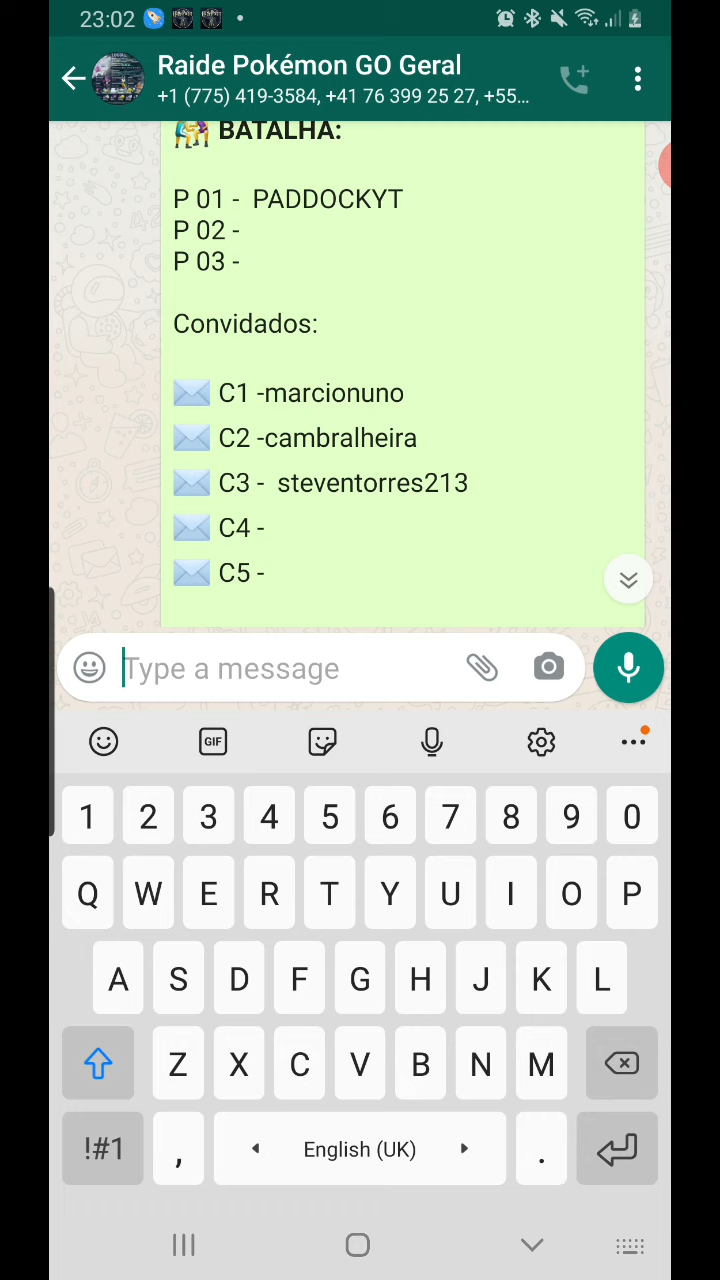 23:02
Raide Pokémon GO Geral
+1 (775) 419-3584, +41 76 399 25 27, +55...
BATALHA:
P 01 - PADDOCKYT
P 02 -
P 03 -
Convidados:
C1 -marcionuno
C2 -cambralheira
C3 - steventorres213
C4 -
C5 -
Type a message
GIF
1 2 3 4 5 6 7 8 9 0
Q W E R T Y U I O P
A S D F G H J K L
Z X C V B N M
!#1 , English (UK) .